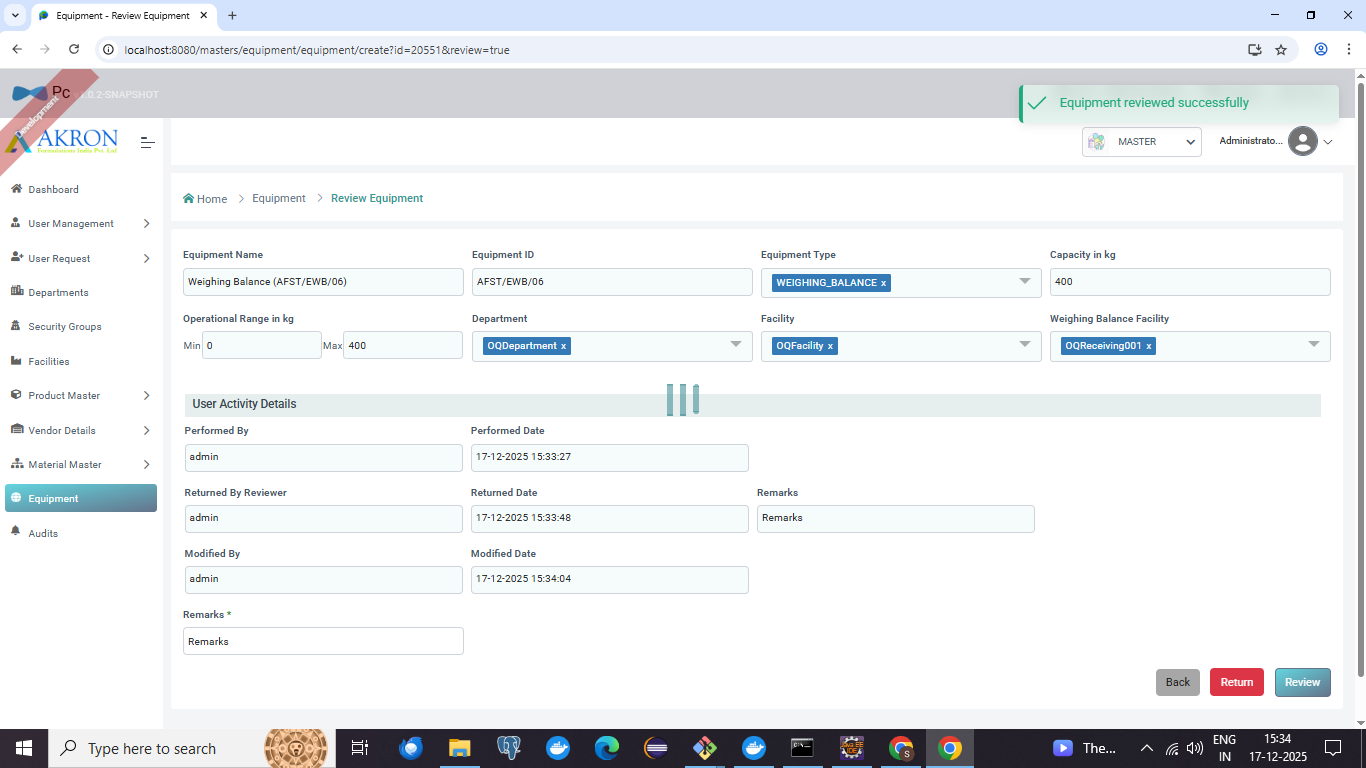 Equipment - Review Equipment
localhost:8080/masters/equipment/equipment/create?id=20551&review=true
Pc
.0.2-SNAPSHOT
Development
Equipment reviewed successfully
AKRON
Formulations India Pvt Ltd
MASTER
Administrato...
Dashboard
User Management
User Request
Departments
Security Groups
Facilities
Product Master
Vendor Details
Material Master
Equipment
Audits
Home
Equipment
Review Equipment
Equipment Name
Equipment ID
Equipment Type
Capacity in kg
Weighing Balance (AFST/EWB/06)
AFST/EWB/06
WEIGHING_BALANCE x
400
Operational Range in kg
Department
Facility
Weighing Balance Facility
Min 0
Max 400
OQDepartment x
OQFacility x
OQReceiving001 x
User Activity Details
Performed By
Performed Date
admin
17-12-2025 15:33:27
Returned By Reviewer
Returned Date
Remarks
admin
17-12-2025 15:33:48
Remarks
Modified By
Modified Date
admin
17-12-2025 15:34:04
Remarks *
Remarks
Back
Return
Review
Type here to search
The...
ENG
IN
15:34
17-12-2025